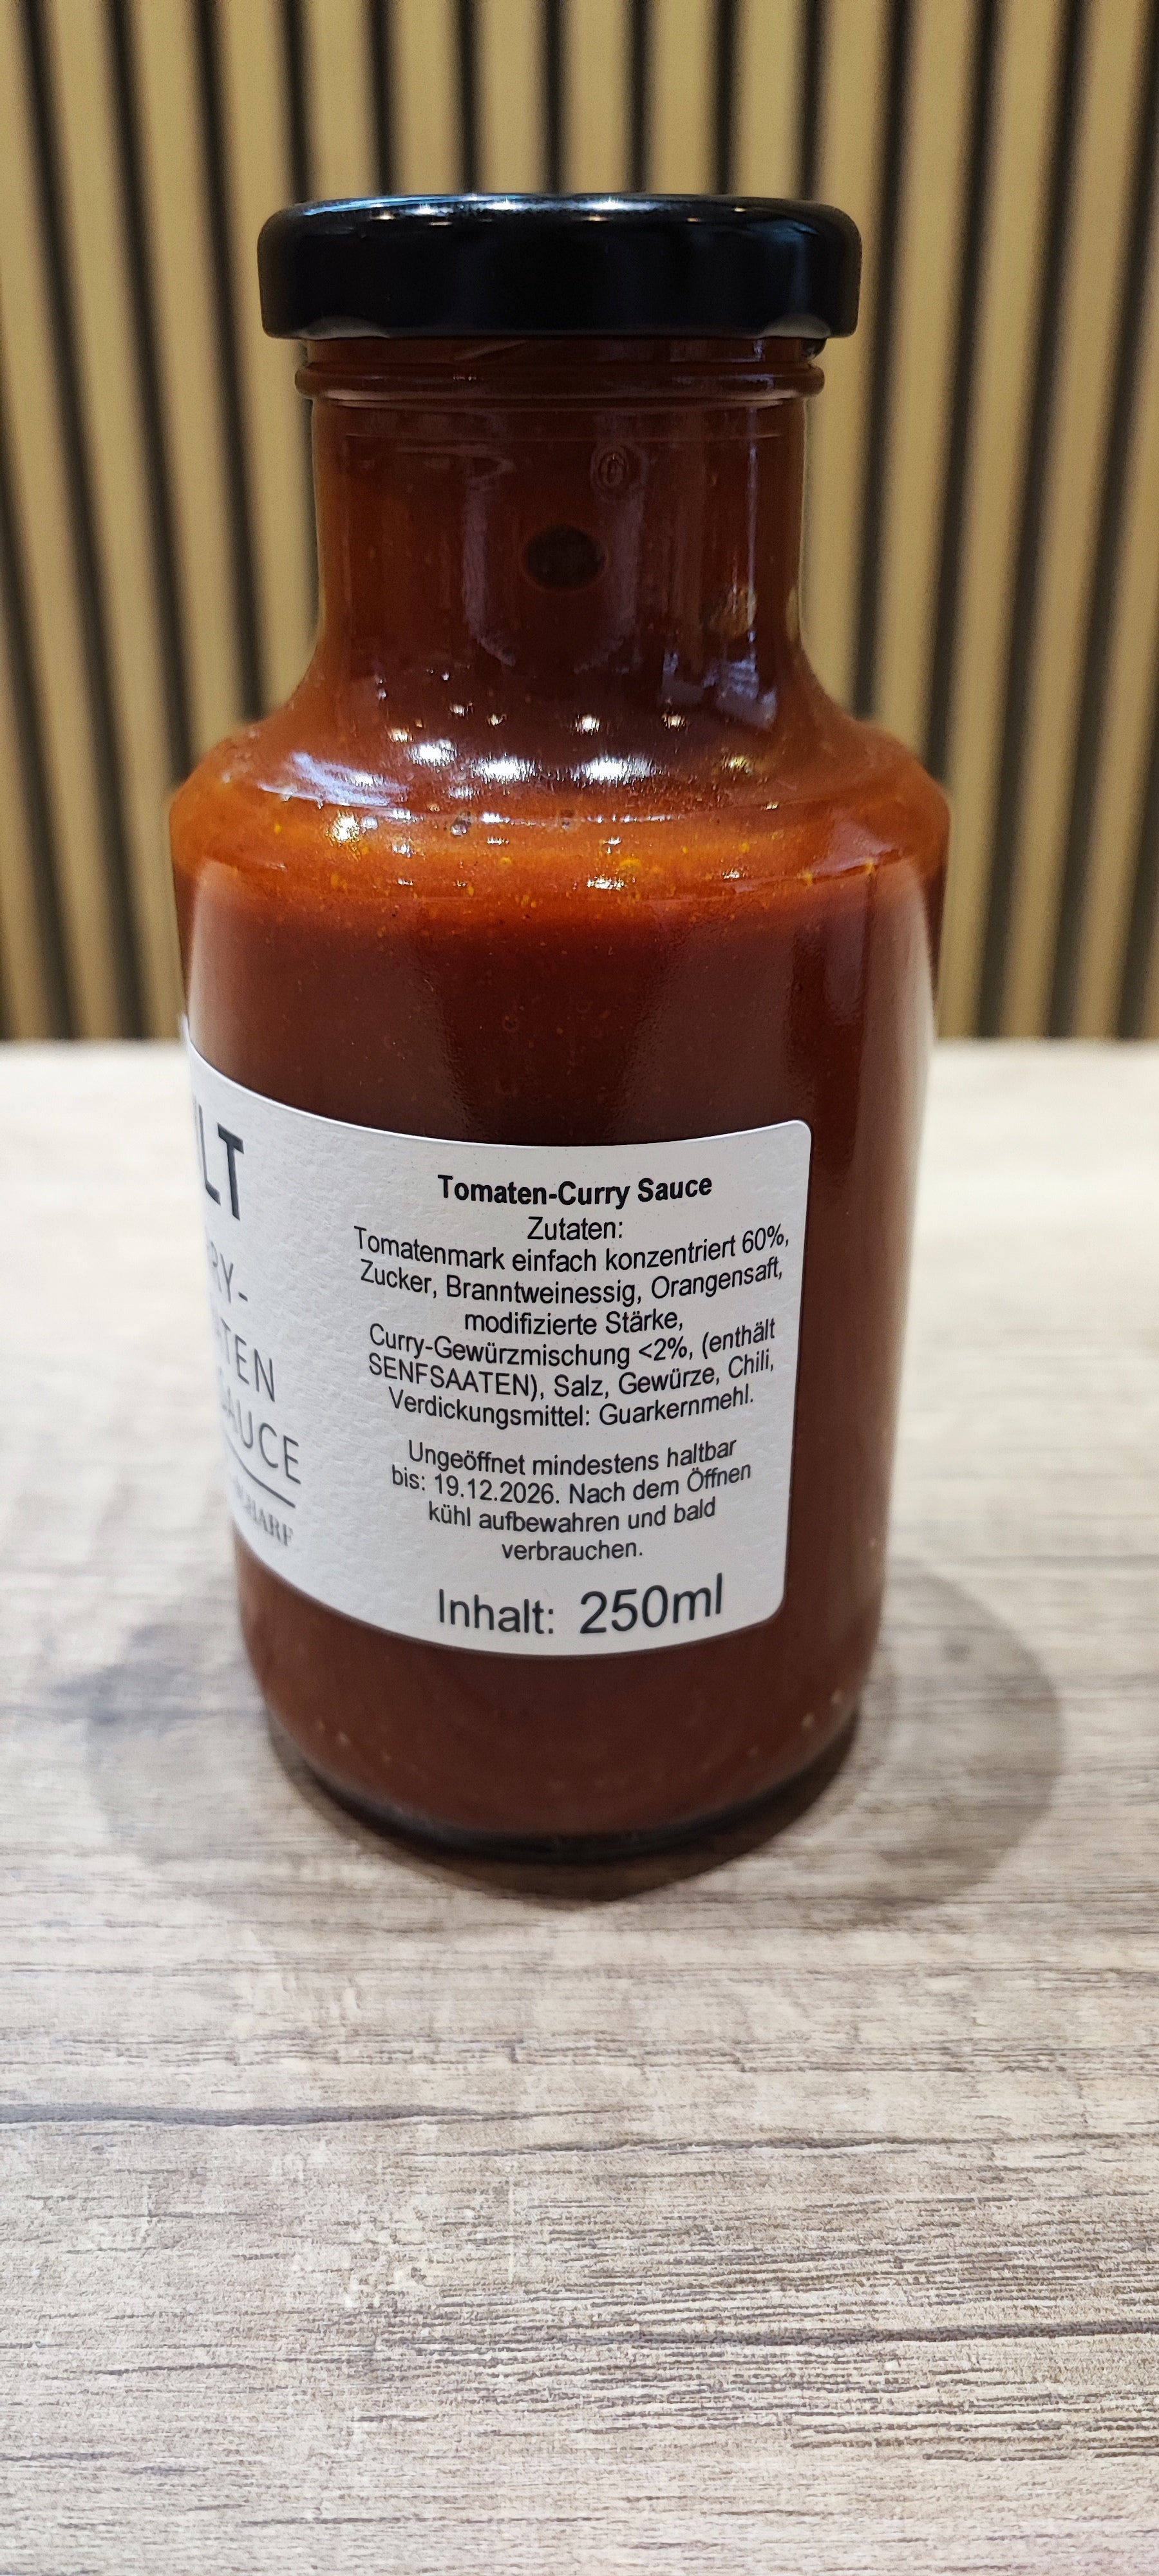 Tomaten-Curry Sauce
Zutaten:
Tomatenmark einfach konzentriert 60%,
Zucker, Branntweinessig, Orangensaft,
modifizierte Stärke,
Curry-Gewürzmischung <2%, (enthält
SENFSAATEN), Salz, Gewürze, Chili,
Verdickungsmittel: Guarkernmehl.
Ungeöffnet mindestens haltbar
bis: 19.12.2026. Nach dem Öffnen
kühl aufbewahren und bald
verbrauchen.
Inhalt: 250ml